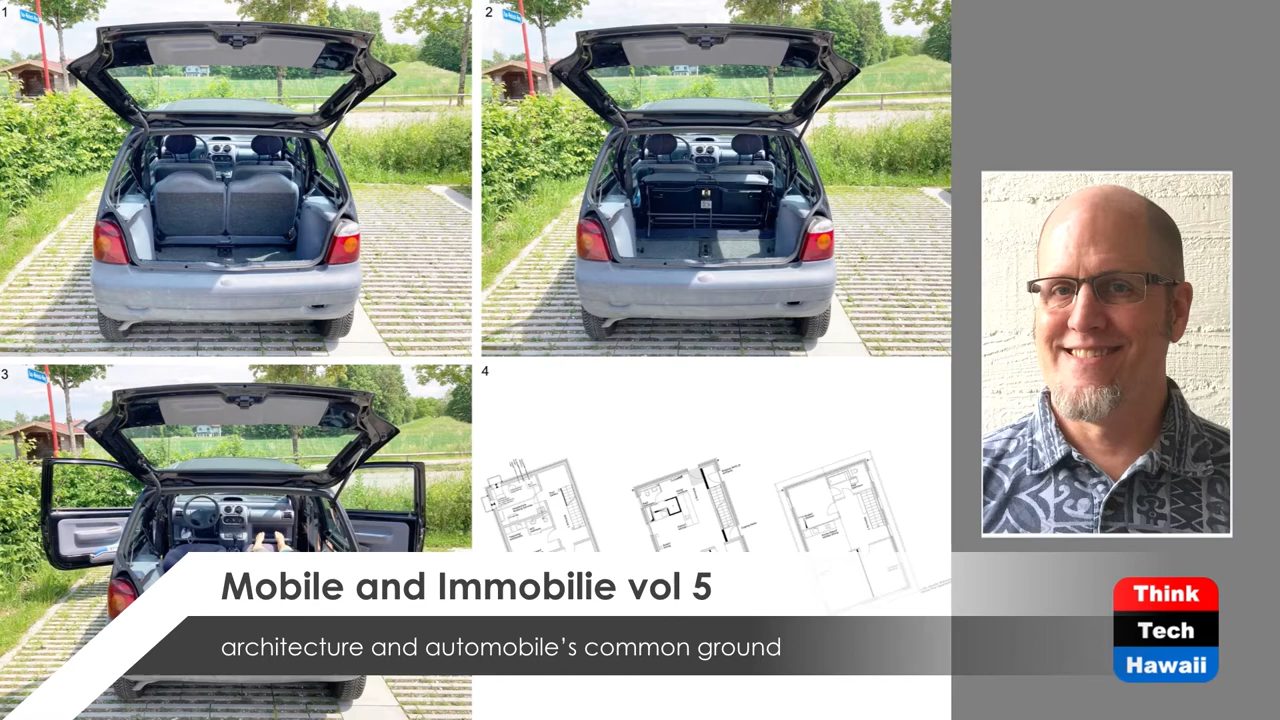 1
2
3
4
Mobile and Immobilie vol 5
architecture and automobile's common ground
Think
Tech
Hawaii